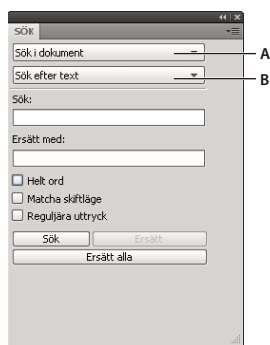 SÖK
Sök i dokument
A
Sök efter text
B
Sök:
Ersätt med:
Helt ord
Matcha skiftläge
Reguljära uttryck
Sök
Ersätt
Ersätt alla